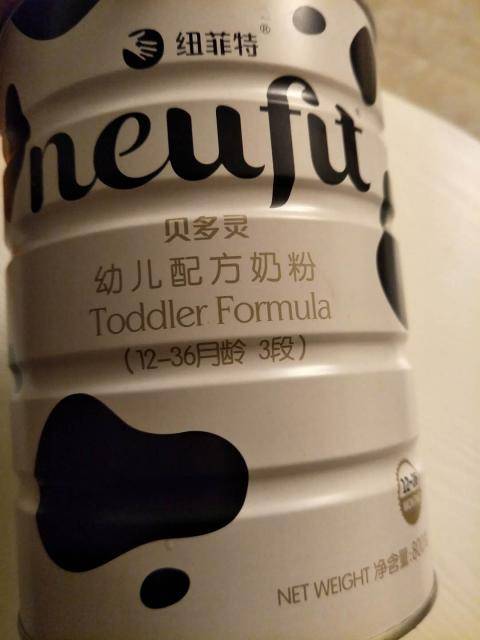 纽菲特®
neufit
贝多灵
幼儿配方奶粉
Toddler Formula
(12-36月龄 3段)
NET WEIGHT 净含量: